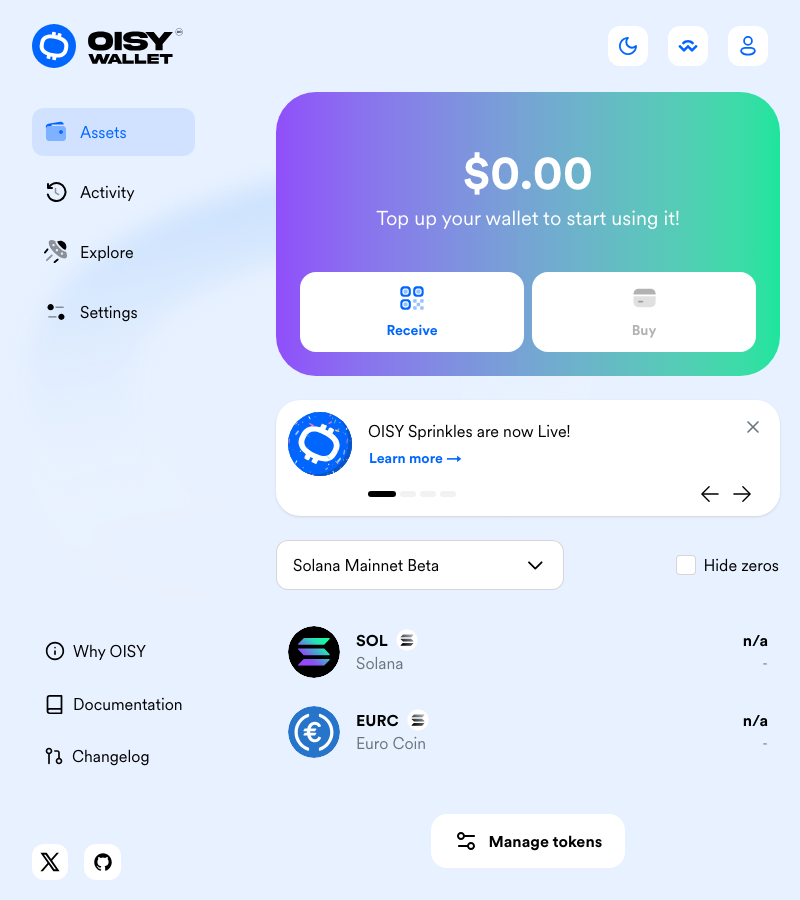 OISY
WALLET
Assets
Activity
Explore
Settings
$0.00
Top up your wallet to start using it!
Receive
Buy
OISY Sprinkles are now Live!
Learn more →
Solana Mainnet Beta
Hide zeros
SOL
n/a
Solana
-
EURC
n/a
Euro Coin
-
Why OISY
Documentation
Changelog
Manage tokens